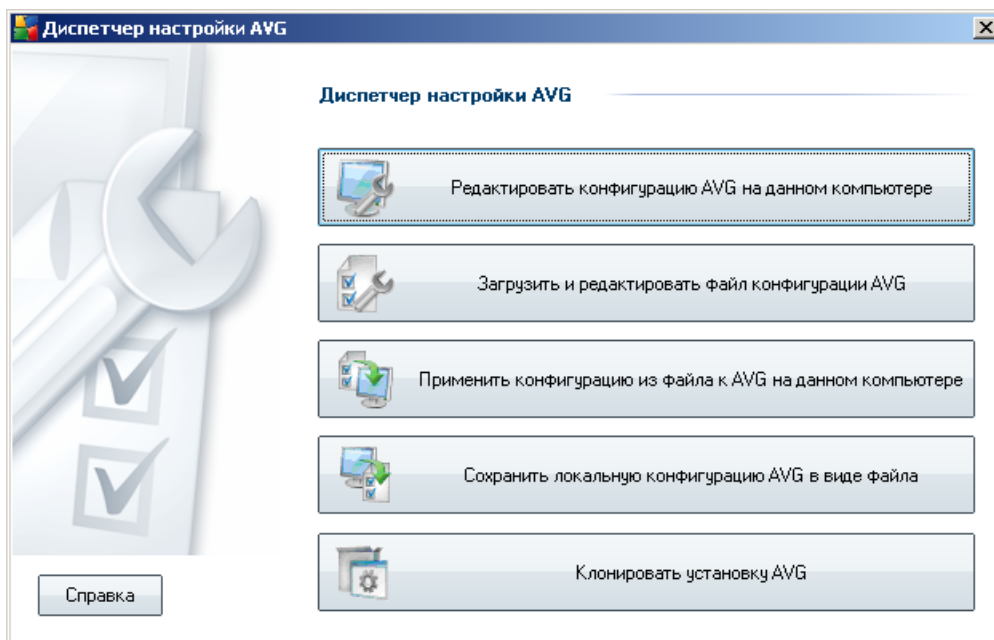 Диспетчер настройки AVG
Диспетчер настройки AVG
Редактировать конфигурацию AVG на данном компьютере
Загрузить и редактировать файл конфигурации AVG
Применить конфигурацию из файла к AVG на данном компьютере
Сохранить локальную конфигурацию AVG в виде файла
Клонировать установку AVG
Справка